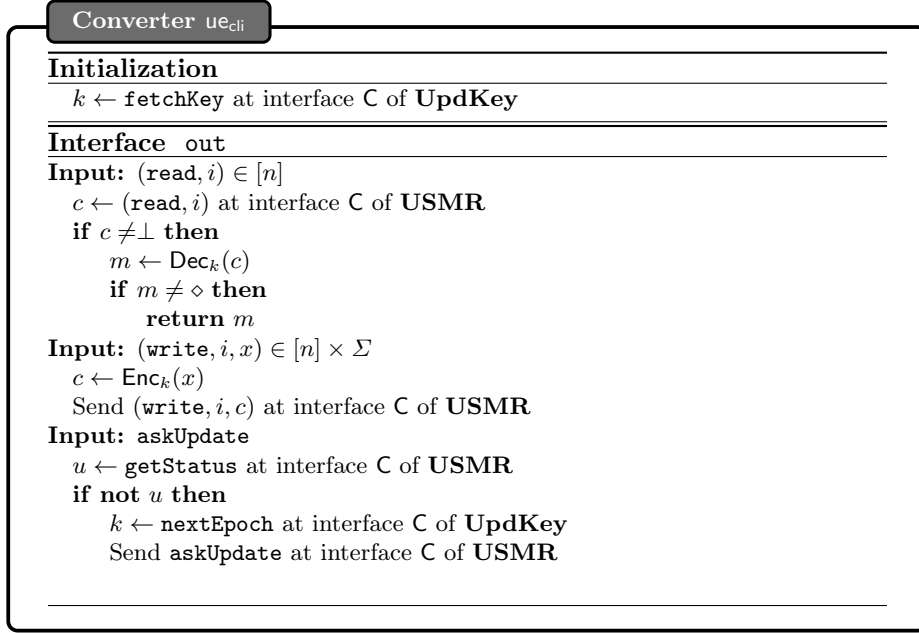 Converter ue_cli
Initialization
k ← fetchKey at interface C of UpdKey
Interface out
Input: (read, i) ∈ [n]
c ← (read, i) at interface C of USMR
if c ≠⊥ then
m ← Dec_k(c)
if m ≠ ⋄ then
return m
Input: (write, i, x) ∈ [n] × Σ
c ← Enc_k(x)
Send (write, i, c) at interface C of USMR
Input: askUpdate
u ← getStatus at interface C of USMR
if not u then
k ← nextEpoch at interface C of UpdKey
Send askUpdate at interface C of USMR